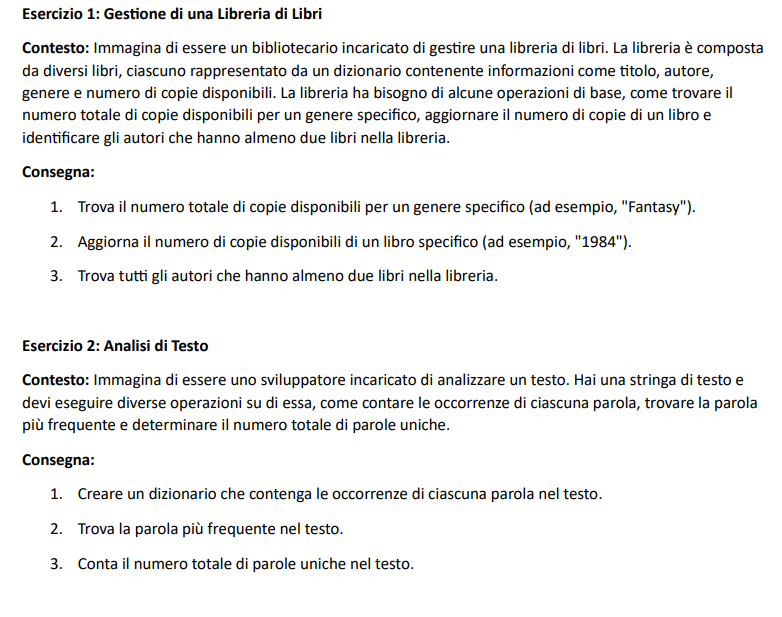 Esercizio 1: Gestione di una Libreria di Libri
Contesto: Immagina di essere un bibliotecario incaricato di gestire una libreria di libri. La libreria è composta
da diversi libri, ciascuno rappresentato da un dizionario contenente informazioni come titolo, autore,
genere e numero di copie disponibili. La libreria ha bisogno di alcune operazioni di base, come trovare il
numero totale di copie disponibili per un genere specifico, aggiornare il numero di copie di un libro e
identificare gli autori che hanno almeno due libri nella libreria.
Consegna:
1. Trova il numero totale di copie disponibili per un genere specifico (ad esempio, "Fantasy").
2. Aggiorna il numero di copie disponibili di un libro specifico (ad esempio, "1984").
3. Trova tutti gli autori che hanno almeno due libri nella libreria.
Esercizio 2: Analisi di Testo
Contesto: Immagina di essere uno sviluppatore incaricato di analizzare un testo. Hai una stringa di testo e
devi eseguire diverse operazioni su di essa, come contare le occorrenze di ciascuna parola, trovare la parola
più frequente e determinare il numero totale di parole uniche.
Consegna:
1. Creare un dizionario che contenga le occorrenze di ciascuna parola nel testo.
2. Trova la parola più frequente nel testo.
3. Conta il numero totale di parole uniche nel testo.